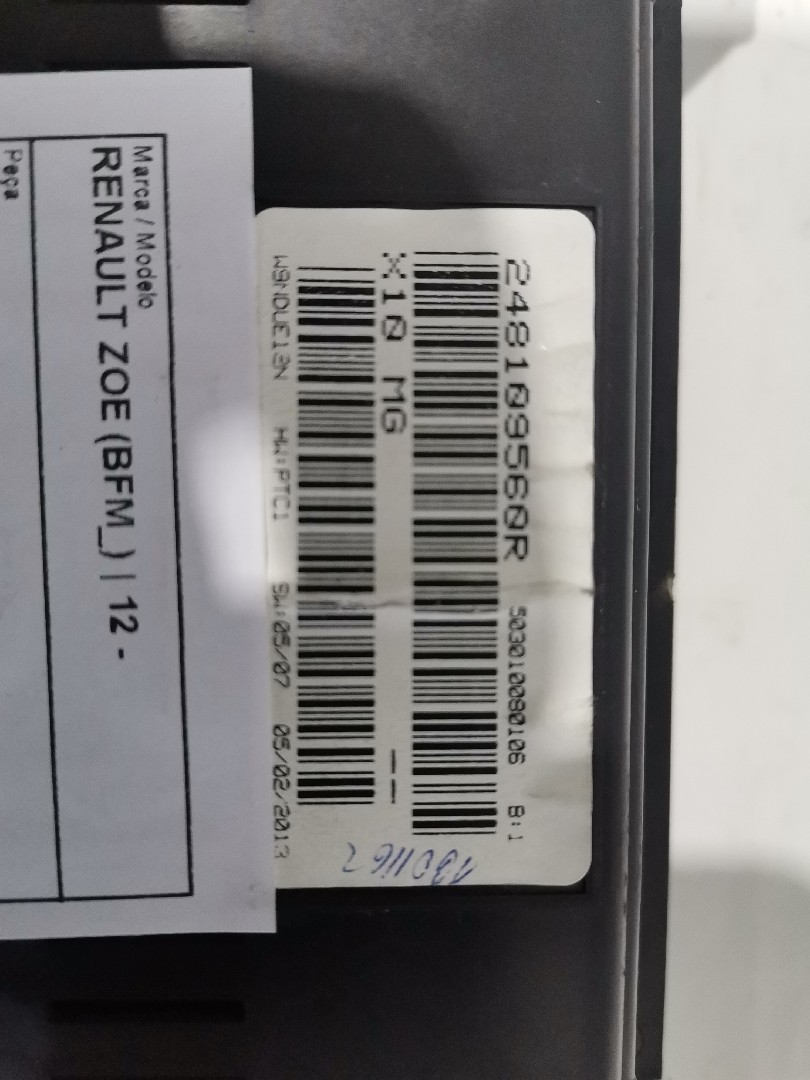 248109560R 503010080106 B:1
X10 MG --
HW:PTC1 SW:05/07 05/02/2013
Marca / Modelo
RENAULT ZOE (BFM_) | 12 -
Peça